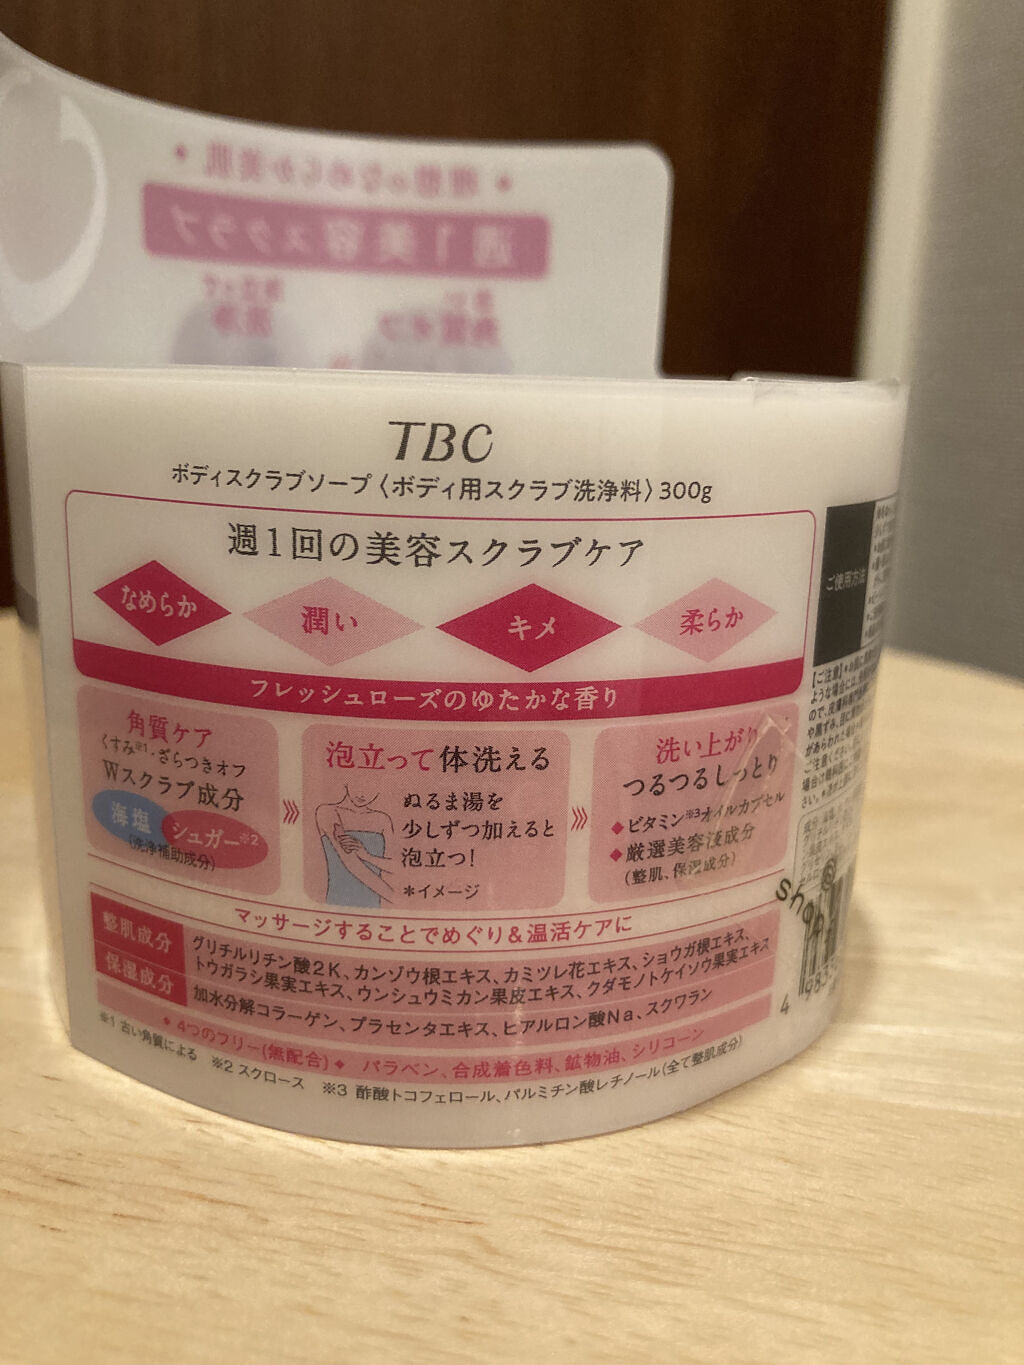 TBC
ボディスクラブソープ〈ボディ用スクラブ洗浄料〉300g
週1回の美容スクラブケア
なめらか 潤い キメ 柔らか
フレッシュローズのゆたかな香り
角質ケア
くすみ※1・ざらつきオフ
Wスクラブ成分
海塩 シュガー※2
(洗浄補助成分)
泡立って体洗える
ぬるま湯を
少しずつ加えると
泡立つ!
*イメージ
洗い上がり
つるつるしっとり
◆ビタミン※3オイルカプセル
◆厳選美容液成分
(整肌、保湿成分)
マッサージすることでめぐり&温活ケアに
整肌成分
グリチルリチン酸2K、カンゾウ根エキス、カミツレ花エキス、ショウガ根エキス、
トウガラシ果実エキス、ウンシュウミカン果皮エキス、クダモノトケイソウ果実エキス
保湿成分
加水分解コラーゲン、プラセンタエキス、ヒアルロン酸Na、スクワラン
◆4つのフリー(無配合)◆ パラベン、合成着色料、鉱物油、シリコーン
※1 古い角質による ※2 スクロース ※3 酢酸トコフェロール、パルミチン酸レチノール(全て整肌成分)
ご使用方法
【ご注意】
週1美容スクラブ